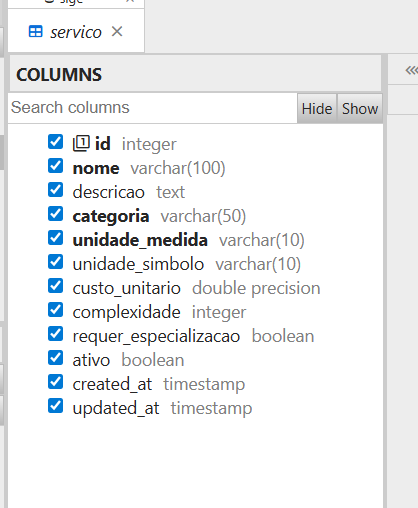 sige
servico
COLUMNS
Search columns Hide Show
id integer
nome varchar(100)
descricao text
categoria varchar(50)
unidade_medida varchar(10)
unidade_simbolo varchar(10)
custo_unitario double precision
complexidade integer
requer_especializacao boolean
ativo boolean
created_at timestamp
updated_at timestamp